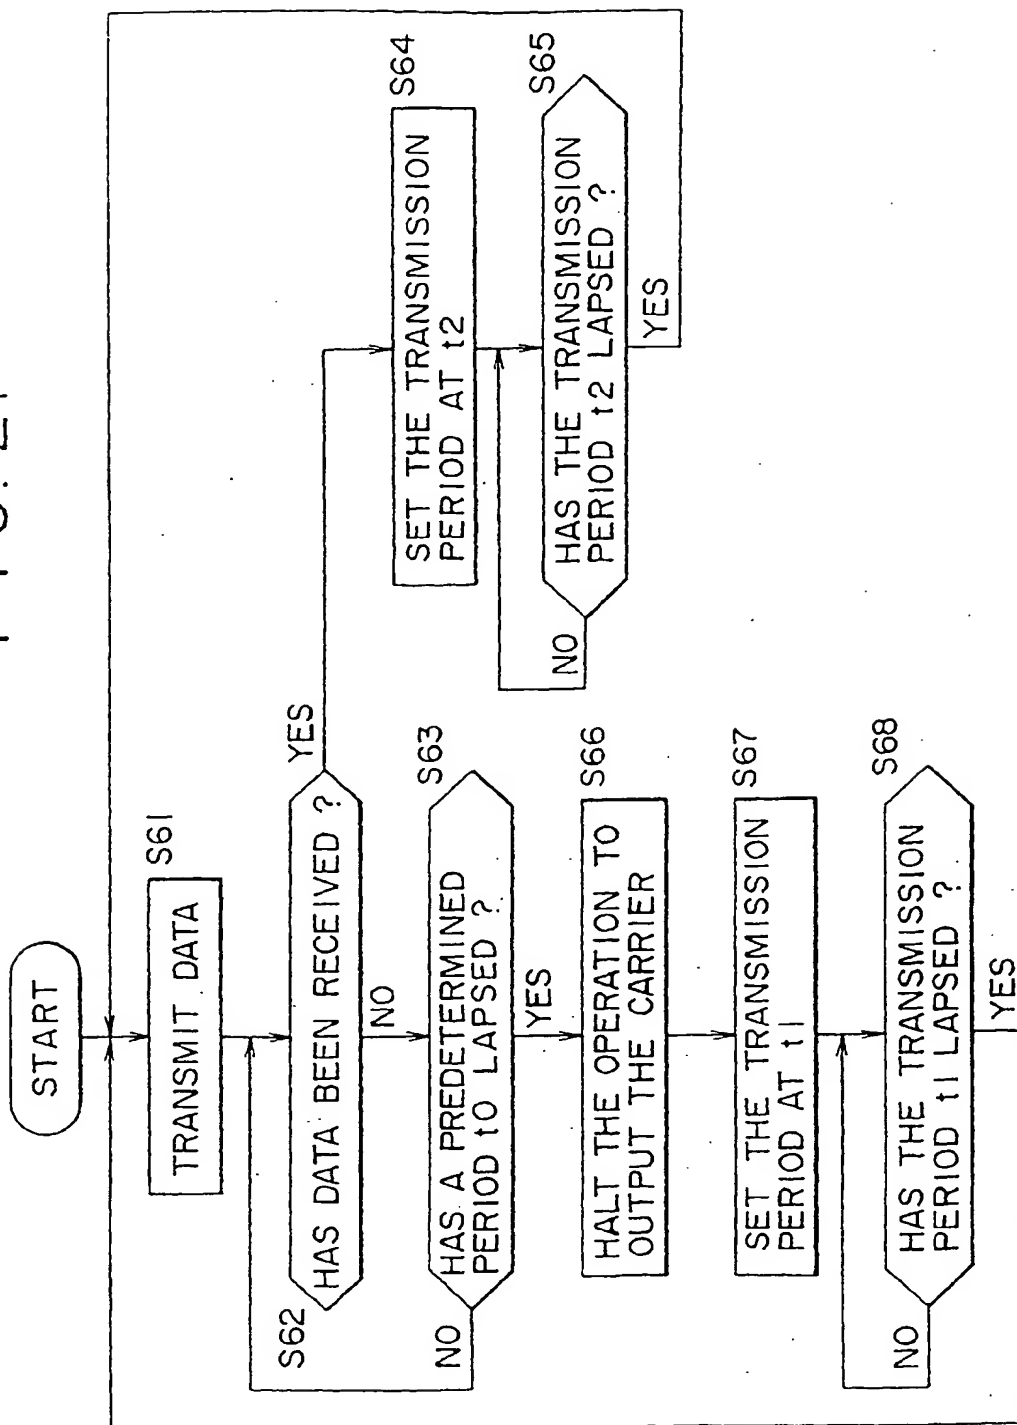 START
TRANSMIT DATA
S61
HAS DATA BEEN RECEIVED ?
S62
YES
NO
HAS A PREDETERMINED
PERIOD t0 LAPSED ?
S63
NO
YES
SET THE TRANSMISSION
PERIOD AT t2
S64
HAS THE TRANSMISSION
PERIOD t2 LAPSED ?
S65
NO
YES
HALT THE OPERATION TO
OUTPUT THE CARRIER
S66
SET THE TRANSMISSION
PERIOD AT t1
S67
HAS THE TRANSMISSION
PERIOD t1 LAPSED ?
S68
NO
YES